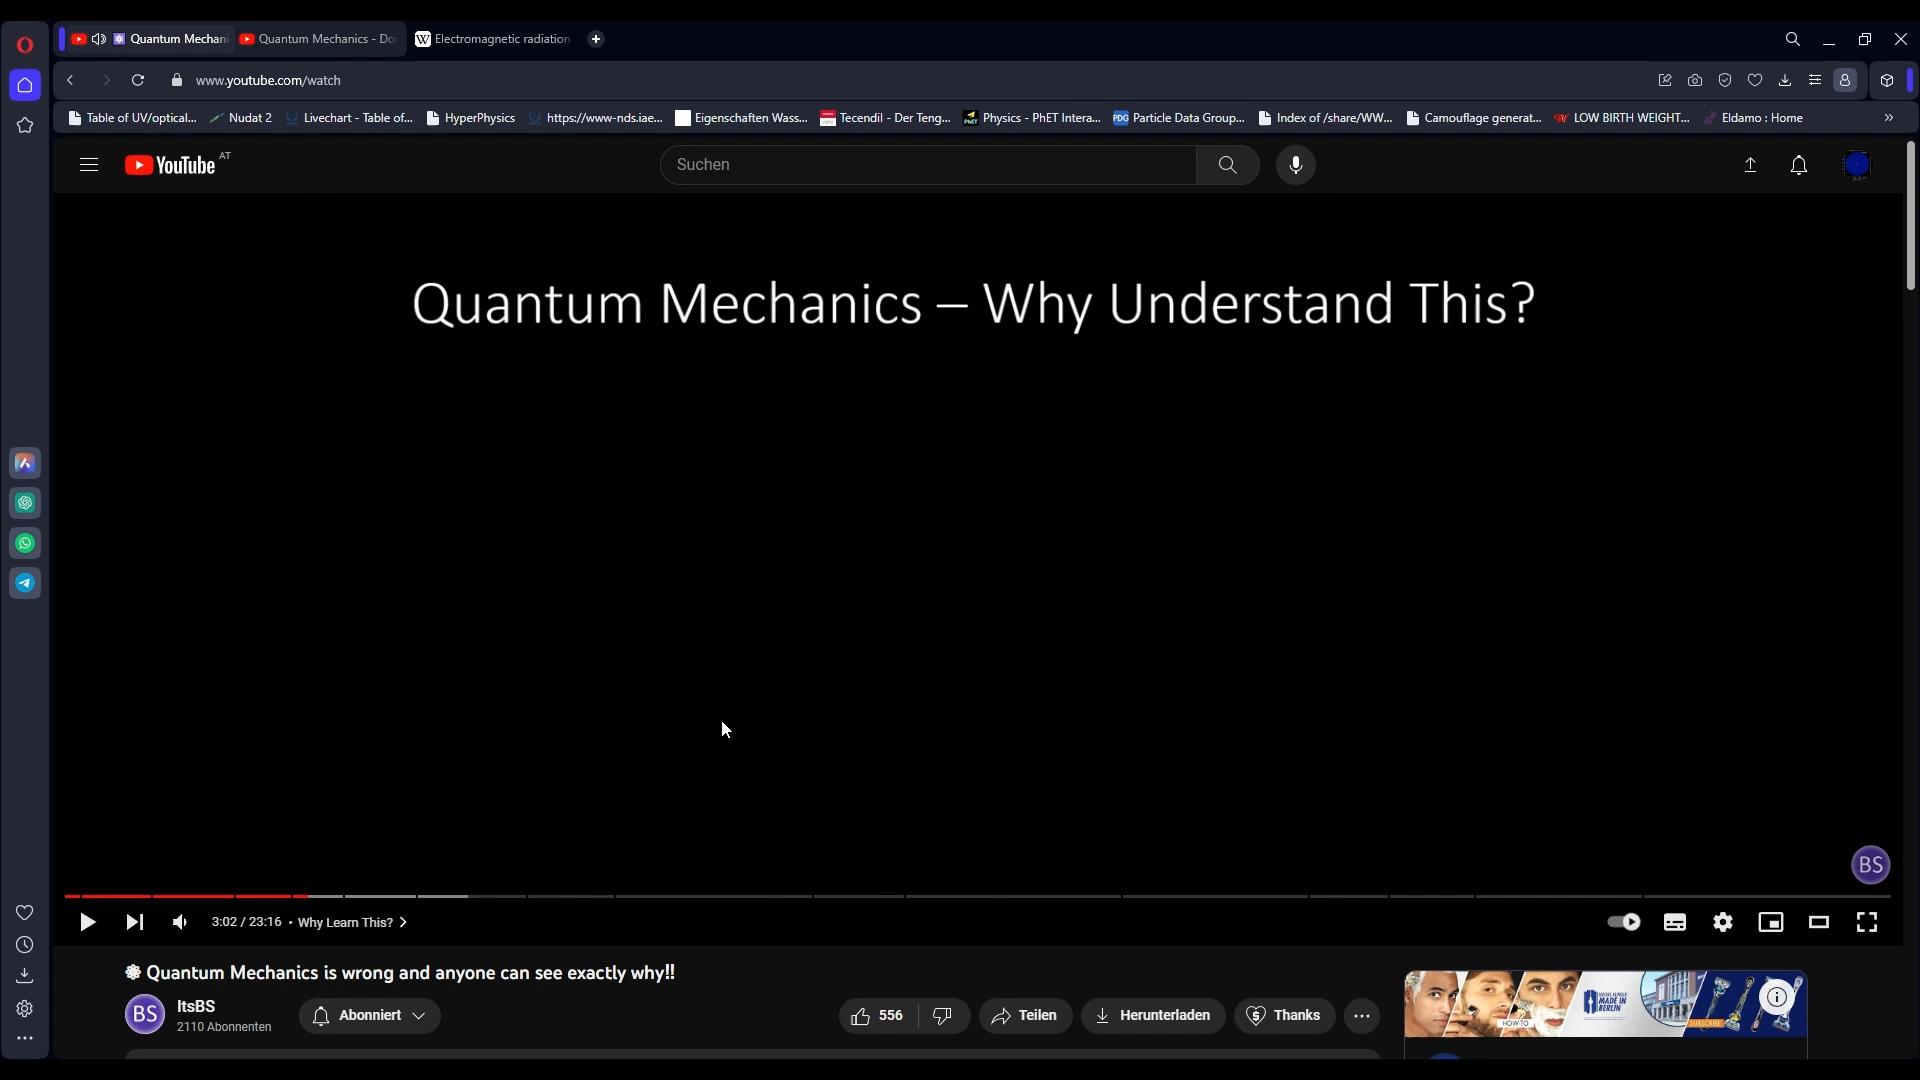 Quantum Mechani
Quantum Mechanics - Do
Electromagnetic radiation
www.youtube.com/watch
Table of UV/optical...
Nudat 2
Livechart - Table of...
HyperPhysics
https://www-nds.iae...
Eigenschaften Wass...
Tecendil - Der Teng...
Physics - PhET Intera...
PDG Particle Data Group...
Index of /share/WW...
Camouflage generat...
LOW BIRTH WEIGHT...
Eldamo : Home
YouTube AT
Suchen
Quantum Mechanics – Why Understand This?
BS
3:02 / 23:16 • Why Learn This?
Quantum Mechanics is wrong and anyone can see exactly why!!
BS
ItsBS
2110 Abonnenten
Abonniert
556
Teilen
Herunterladen
Thanks
HOW-TO
MADE IN
BERLIN
SUBSCRIBE